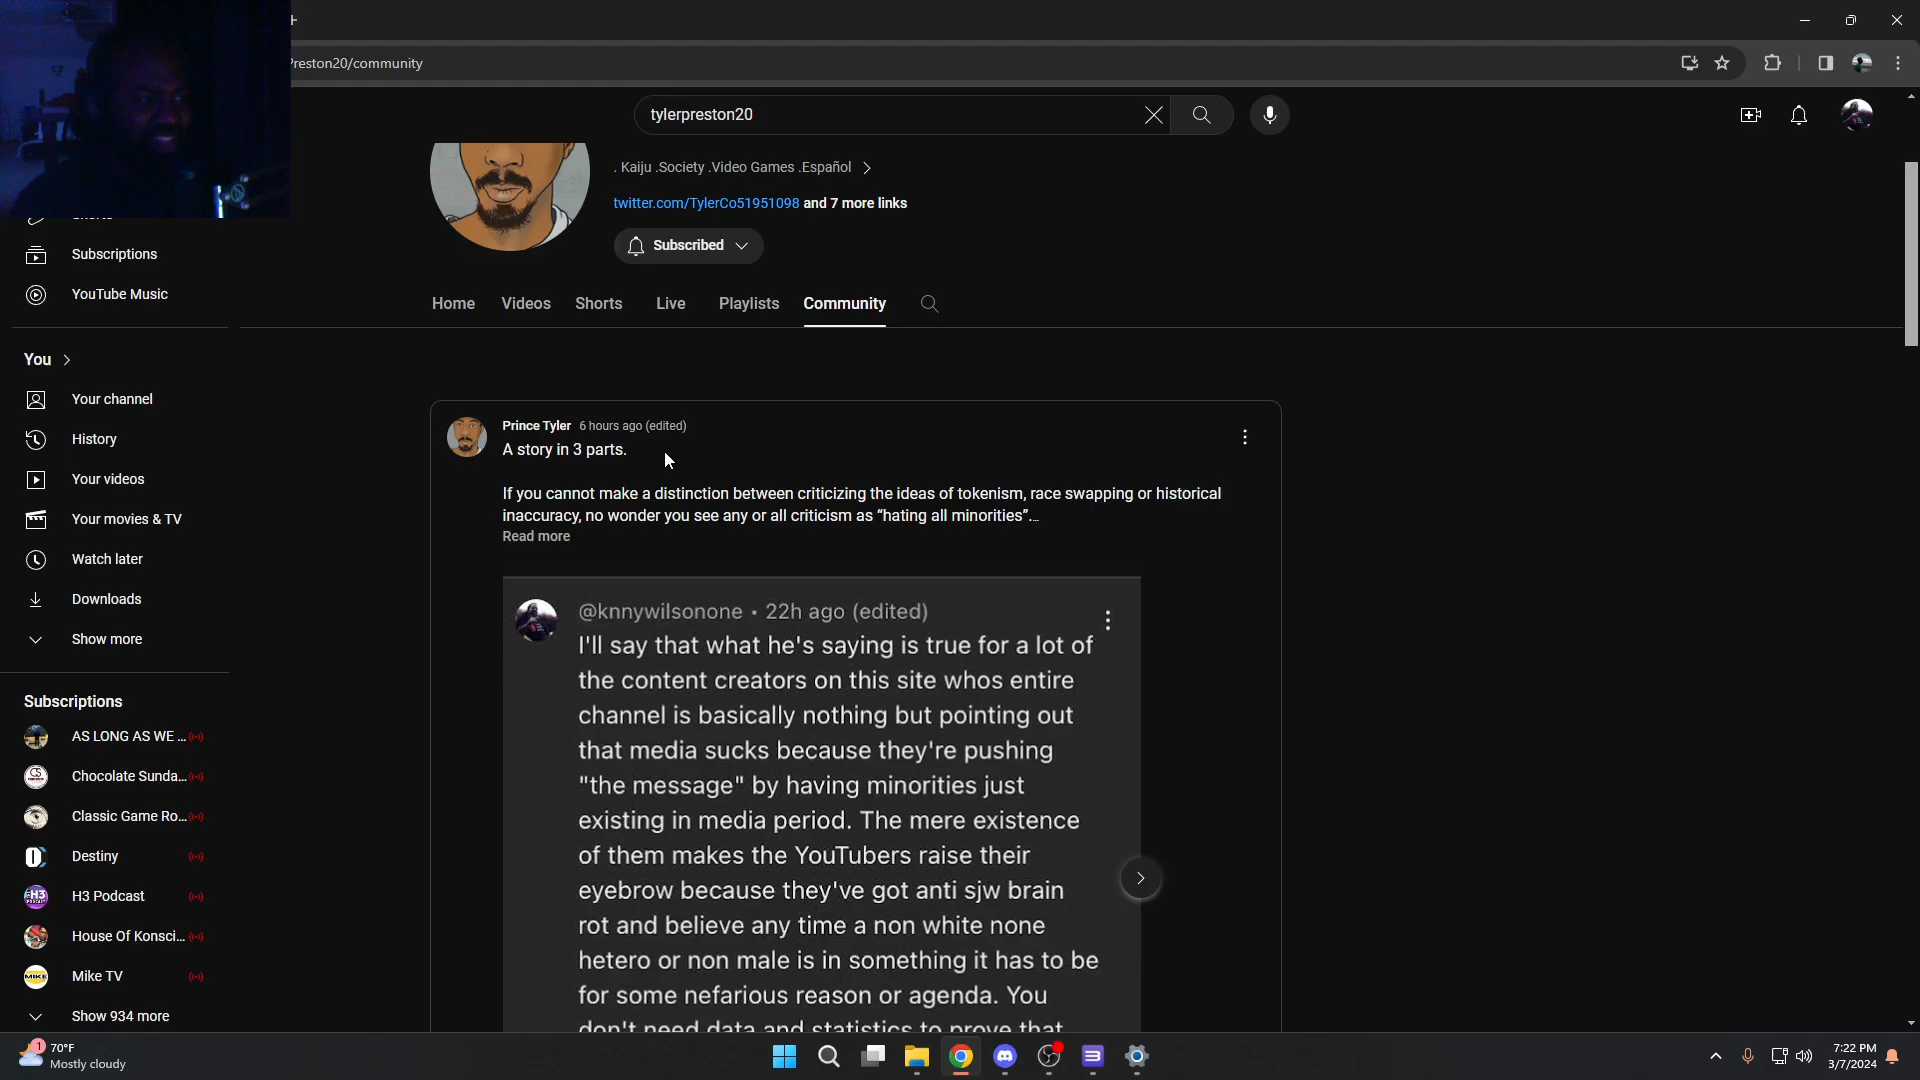 reston20/community
tylerpreston20
. Kaiju .Society .Video Games .Español
twitter.com/TylerCo51951098 and 7 more links
Subscribed
Home Videos Shorts Live Playlists Community
Subscriptions
YouTube Music
You
Your channel
History
Your videos
Your movies & TV
Watch later
Downloads
Show more
Subscriptions
AS LONG AS WE ...
Chocolate Sunda...
Classic Game Ro...
Destiny
H3 Podcast
House Of Konsci...
Mike TV
Show 934 more
Prince Tyler 6 hours ago (edited)
A story in 3 parts.
If you cannot make a distinction between criticizing the ideas of tokenism, race swapping or historical
inaccuracy, no wonder you see any or all criticism as “hating all minorities”...
Read more
@knnywilsonone • 22h ago (edited)
I'll say that what he's saying is true for a lot of
the content creators on this site whos entire
channel is basically nothing but pointing out
that media sucks because they're pushing
"the message" by having minorities just
existing in media period. The mere existence
of them makes the YouTubers raise their
eyebrow because they've got anti sjw brain
rot and believe any time a non white none
hetero or non male is in something it has to be
for some nefarious reason or agenda. You
don't need data and statistics to prove that
1
70°F
Mostly cloudy
7:22 PM
3/7/2024